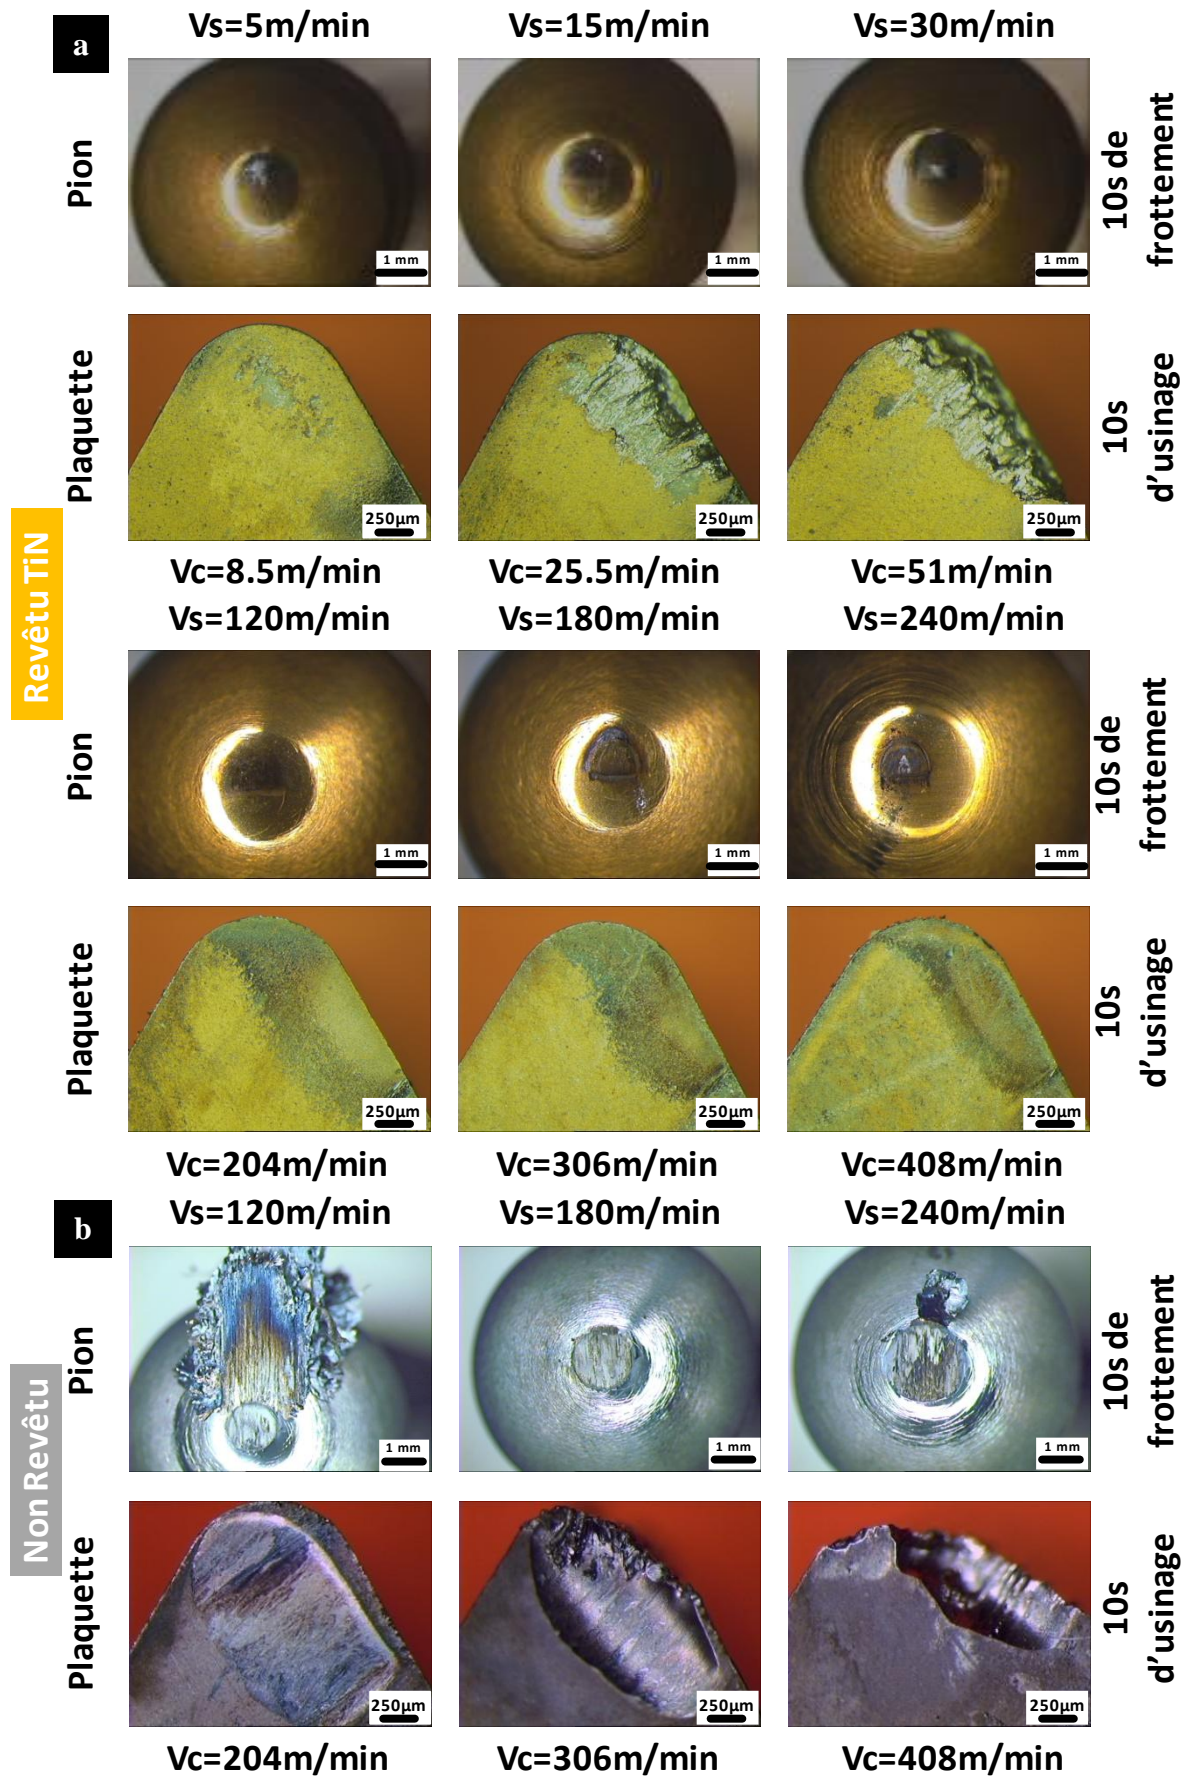 a
Vs=5m/min
Vs=15m/min
Vs=30m/min
Pion
1 mm
1 mm
1 mm
10s de
frottement
Plaquette
250µm
250µm
250µm
10s
d'usinage
Revêtu TiN
Vc=8.5m/min
Vc=25.5m/min
Vc=51m/min
Vs=120m/min
Vs=180m/min
Vs=240m/min
Pion
1 mm
1 mm
1 mm
10s de
frottement
Plaquette
250µm
250µm
250µm
10s
d'usinage
Vc=204m/min
Vc=306m/min
Vc=408m/min
b
Vs=120m/min
Vs=180m/min
Vs=240m/min
Pion
1 mm
1 mm
1 mm
10s de
frottement
Non Revêtu
Plaquette
250µm
250µm
250µm
10s
d'usinage
Vc=204m/min
Vc=306m/min
Vc=408m/min